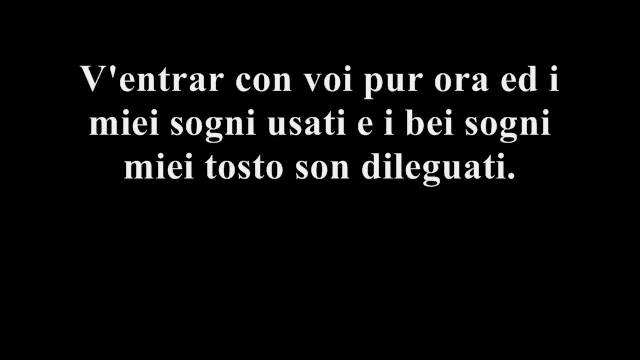 V'entrar con voi pur ora ed i
miei sogni usati e i bei sogni
miei tosto son dileguati.